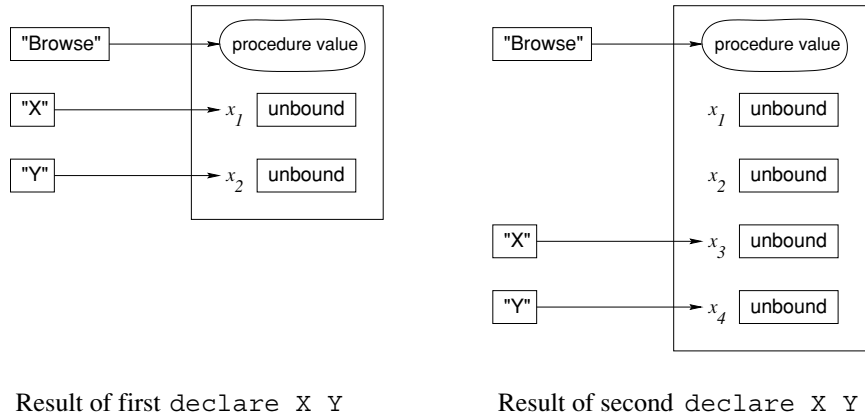 "Browse" procedure value
"X" x1 unbound
"Y" x2 unbound
Result of first declare X Y
"Browse" procedure value
x1 unbound
x2 unbound
"X" x3 unbound
"Y" x4 unbound
Result of second declare X Y